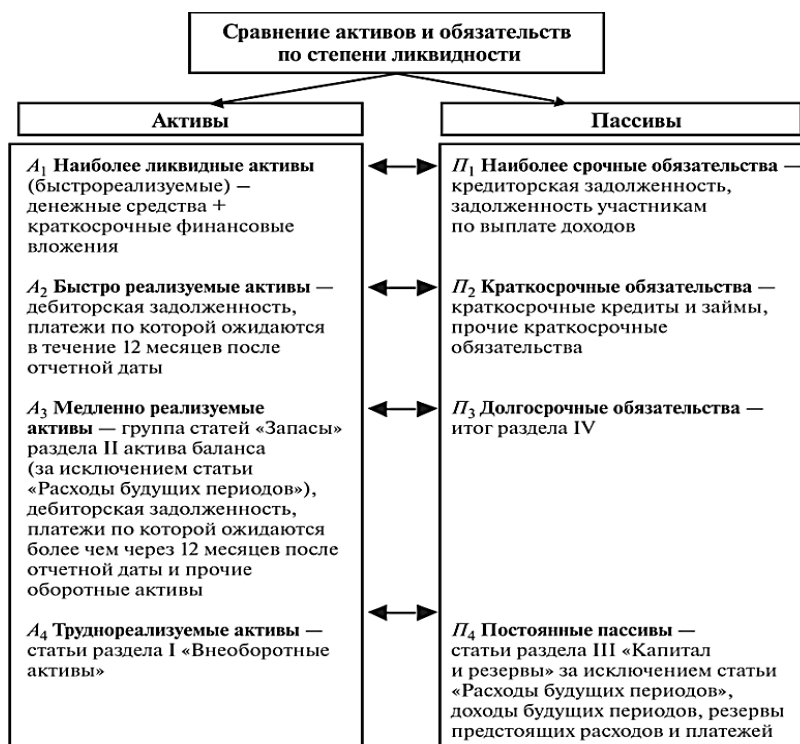 Сравнение активов и обязательств
по степени ликвидности
Активы
Пассивы
А1 Наиболее ликвидные активы
(быстрореализуемые) —
денежные средства +
краткосрочные финансовые
вложения
П1 Наиболее срочные обязательства —
кредиторская задолженность,
задолженность участникам
по выплате доходов
А2 Быстро реализуемые активы —
дебиторская задолженность,
платежи по которой ожидаются
в течение 12 месяцев после
отчетной даты
П2 Краткосрочные обязательства —
краткосрочные кредиты и займы,
прочие краткосрочные
обязательства
А3 Медленно реализуемые
активы — группа статей «Запасы»
раздела II актива баланса
(за исключением статьи
«Расходы будущих периодов»),
дебиторская задолженность,
платежи по которой ожидаются
более чем через 12 месяцев после
отчетной даты и прочие
оборотные активы
П3 Долгосрочные обязательства —
итог раздела IV
А4 Труднореализуемые активы —
статьи раздела I «Внеоборотные
активы»
П4 Постоянные пассивы —
статьи раздела III «Капитал
и резервы» за исключением статьи
«Расходы будущих периодов»,
доходы будущих периодов, резервы
предстоящих расходов и платежей